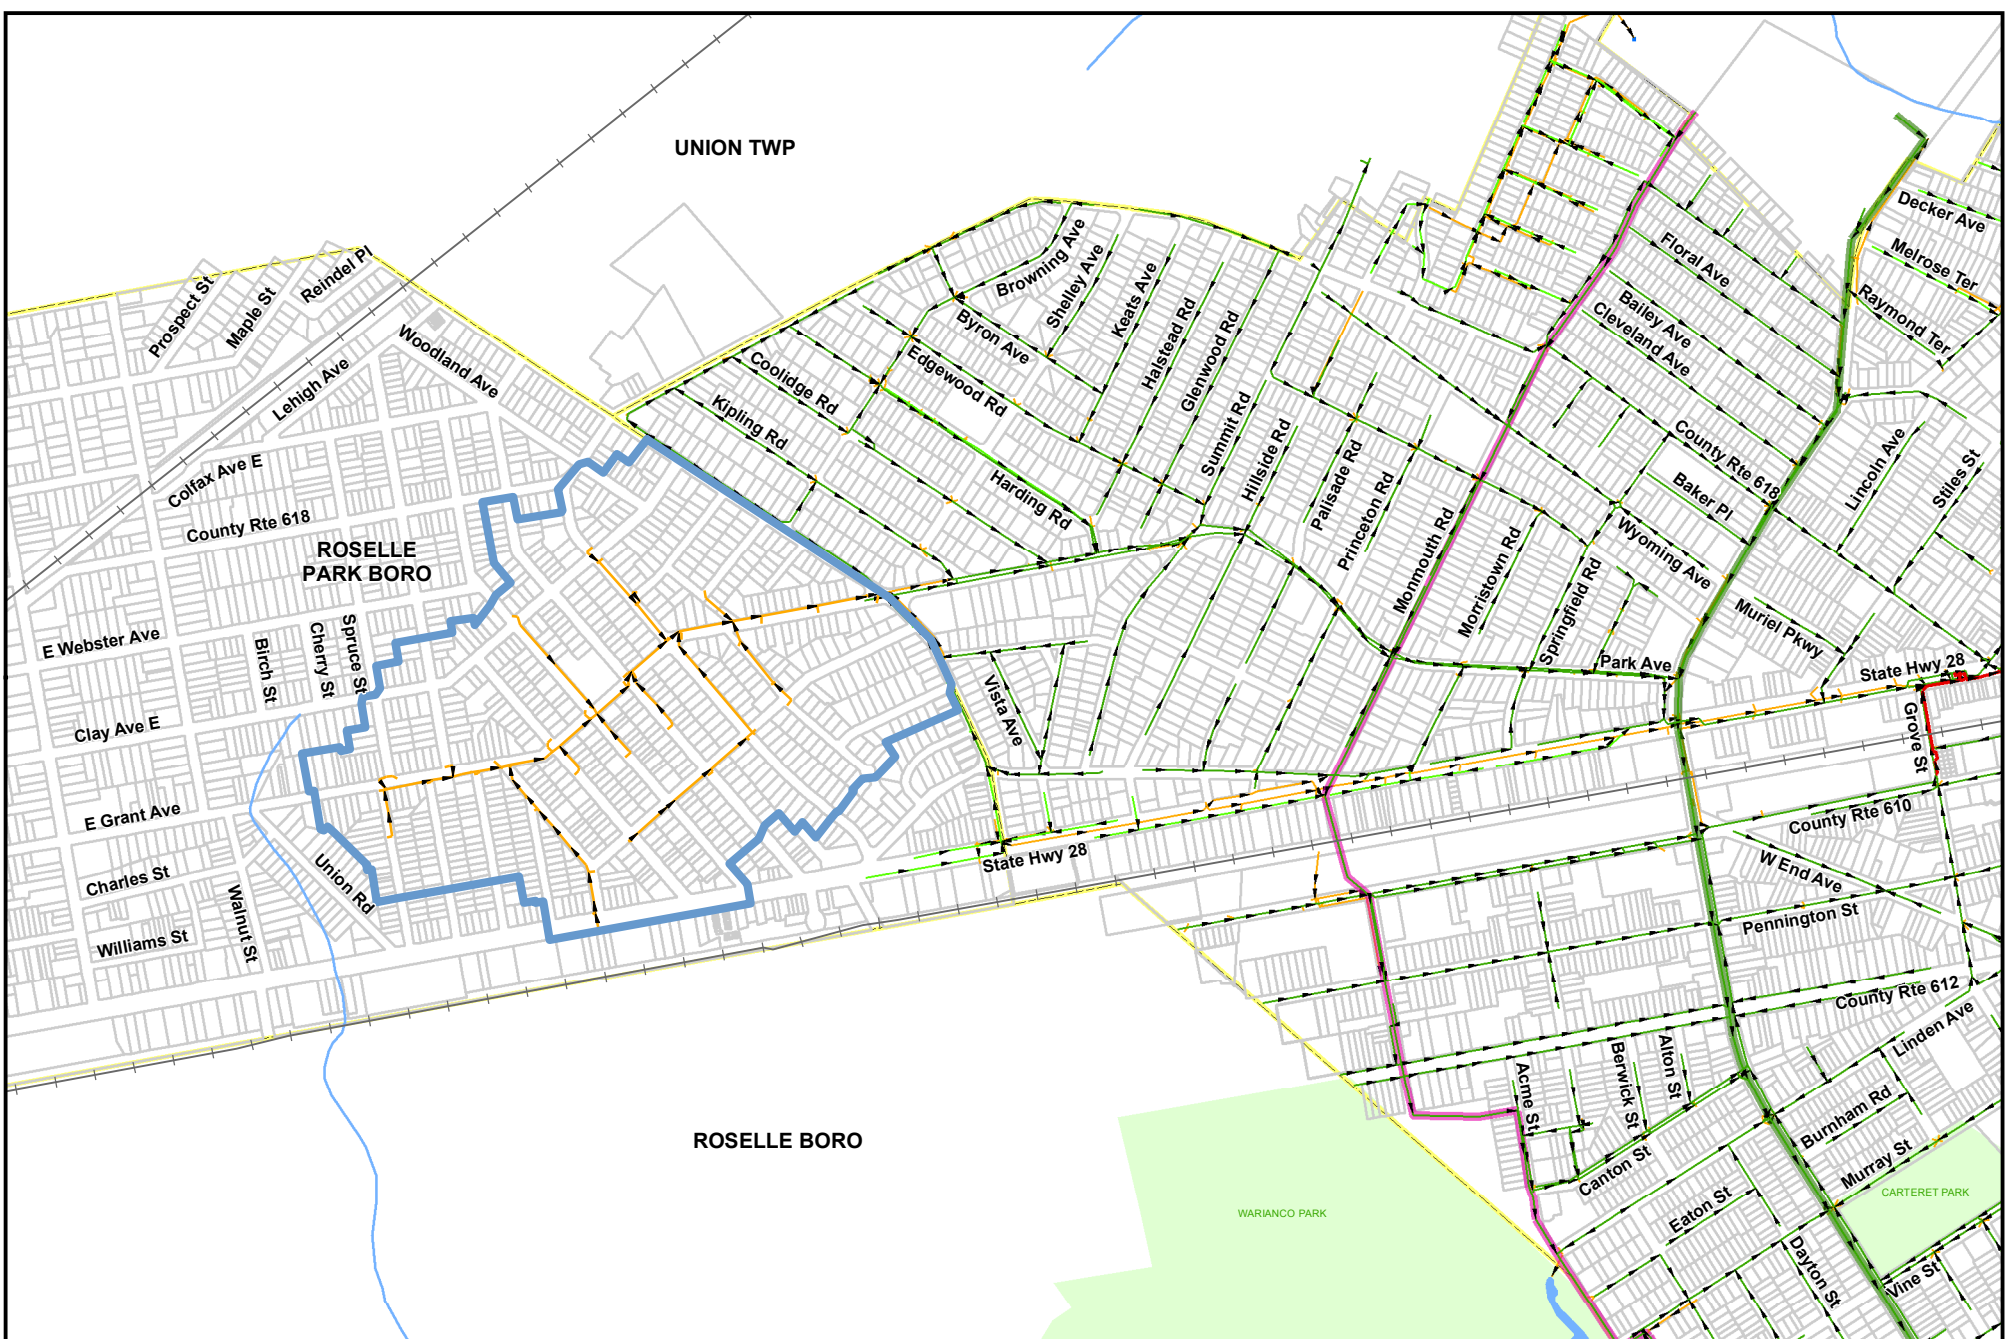 UNION TWP
Decker Ave
Melrose Ter
Raymond Ter
Floral Ave
Bailey Ave
Cleveland Ave
Prospect St
Maple St
Reindel Pl
Lehigh Ave
Woodland Ave
Browning Ave
Shelley Ave
Keats Ave
Byron Ave
Halstead Rd
Glenwood Rd
Edgewood Rd
Coolidge Rd
Kipling Rd
Harding Rd
Summit Rd
Hillside Rd
Palisade Rd
Princeton Rd
Monmouth Rd
Morristown Rd
Springfield Rd
County Rte 618
Baker Pl
Wyoming Ave
Lincoln Ave
Stiles St
Muriel Pkwy
Park Ave
State Hwy 28
Grove St
Colfax Ave E
County Rte 618
ROSELLE
PARK BORO
E Webster Ave
Birch St
Cherry St
Spruce St
Clay Ave E
E Grant Ave
Charles St
Williams St
Walnut St
Union Rd
Vista Ave
State Hwy 28
County Rte 610
W End Ave
Pennington St
County Rte 612
Linden Ave
Acme St
Berwick St
Alton St
Burnham Rd
Murray St
Canton St
Eaton St
Dayton St
Vine St
CARTERET PARK
ROSELLE BORO
WARIANCO PARK